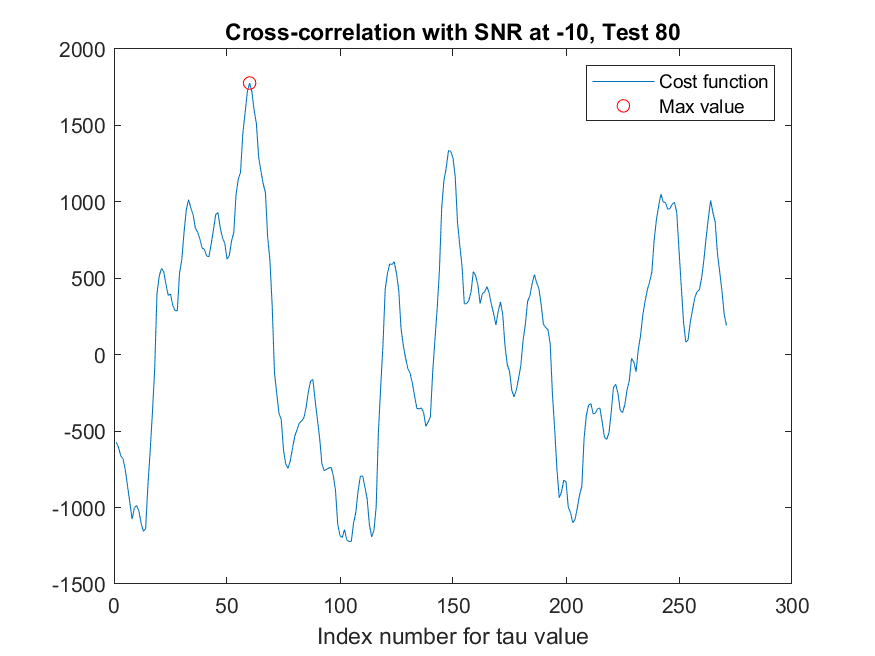 Cross-correlation with SNR at -10, Test 80
2000
1500
1000
500
0
-500
-1000
-1500
0 50 100 150 200 250 300
Index number for tau value
Cost function
Max value